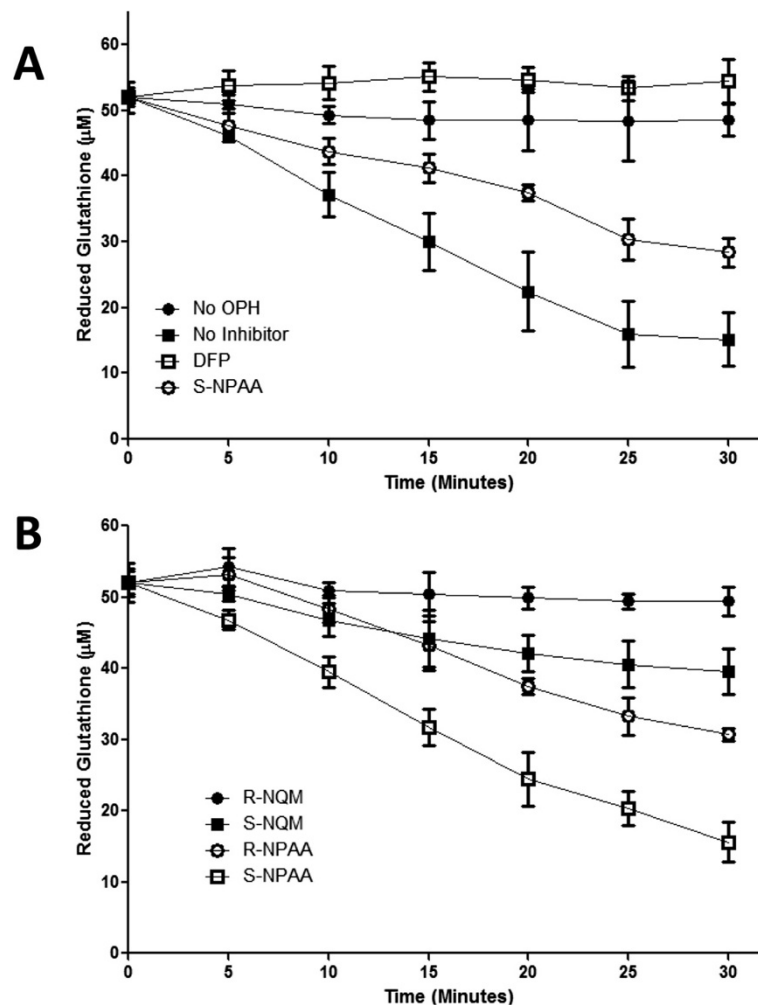 A
Reduced Glutathione (μM)
60
50
40
30
20
10
0
No OPH
No Inhibitor
DFP
S-NPAA
0 5 10 15 20 25 30
Time (Minutes)
B
Reduced Glutathione (μM)
60
50
40
30
20
10
0
R-NQM
S-NQM
R-NPAA
S-NPAA
0 5 10 15 20 25 30
Time (Minutes)